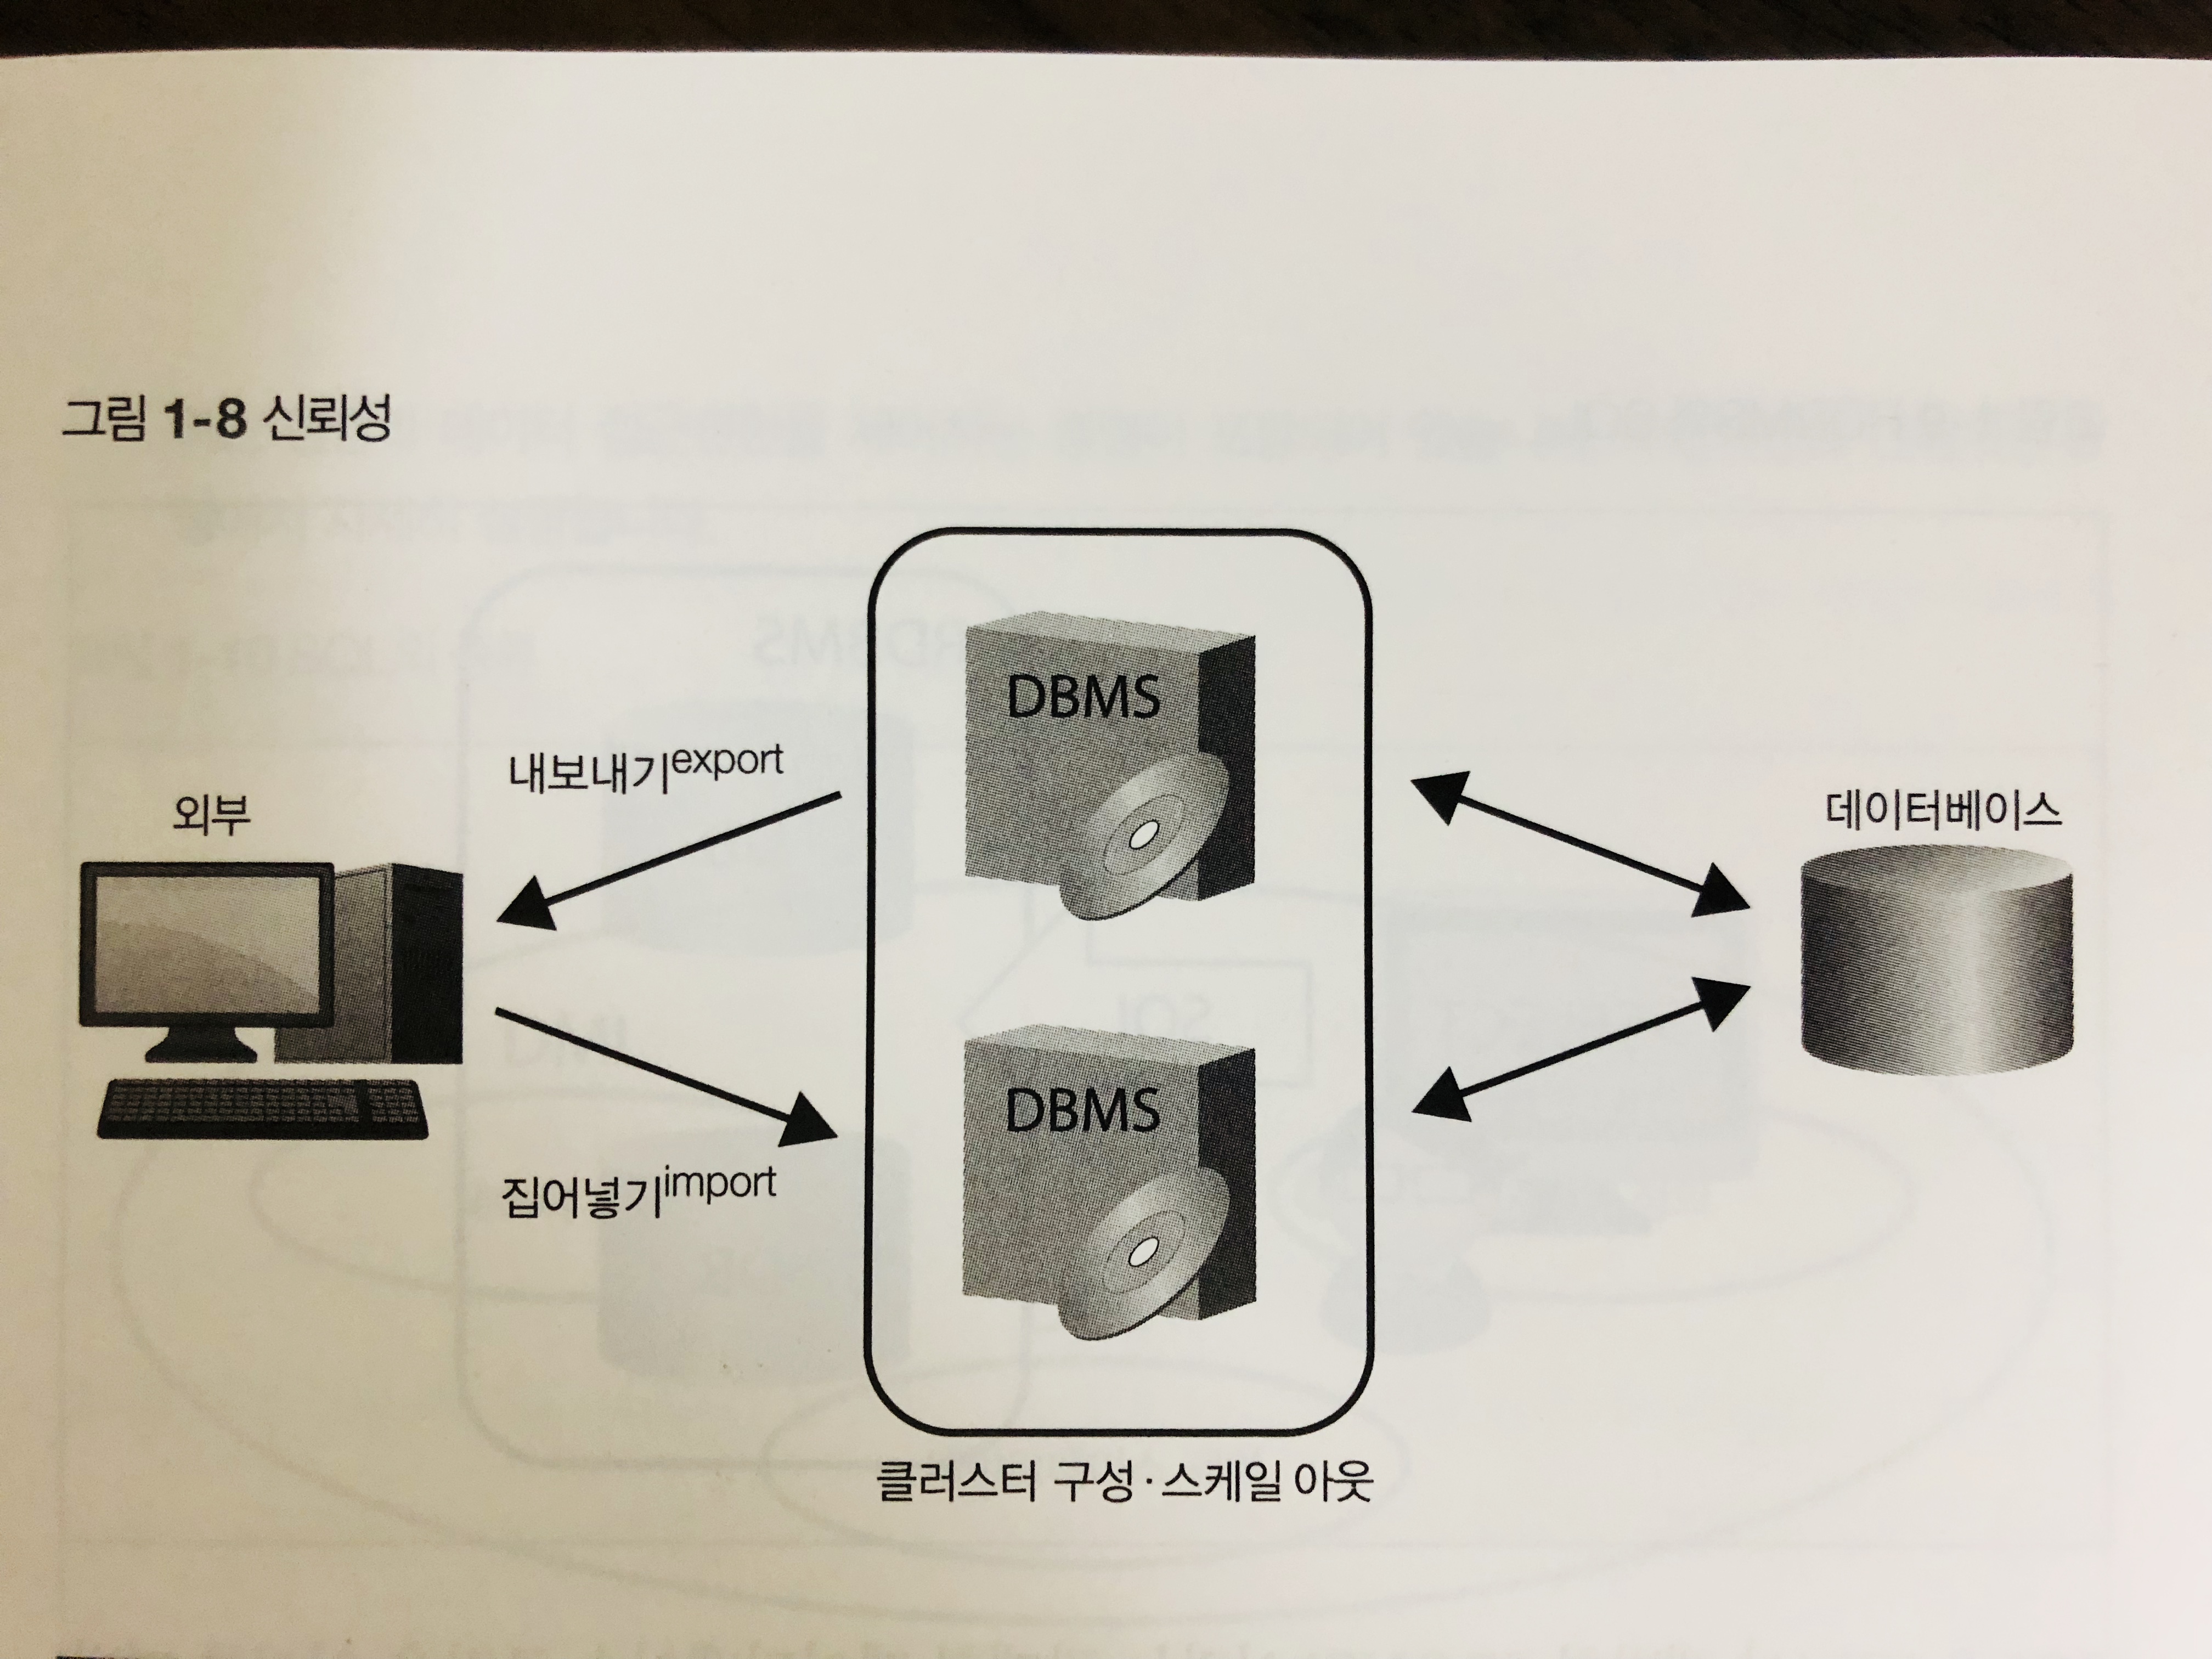 그림 1-8 신뢰성
DBMS
내보내기export
외부
데이터베이스
DBMS
집어넣기import
클러스터 구성·스케일 아웃